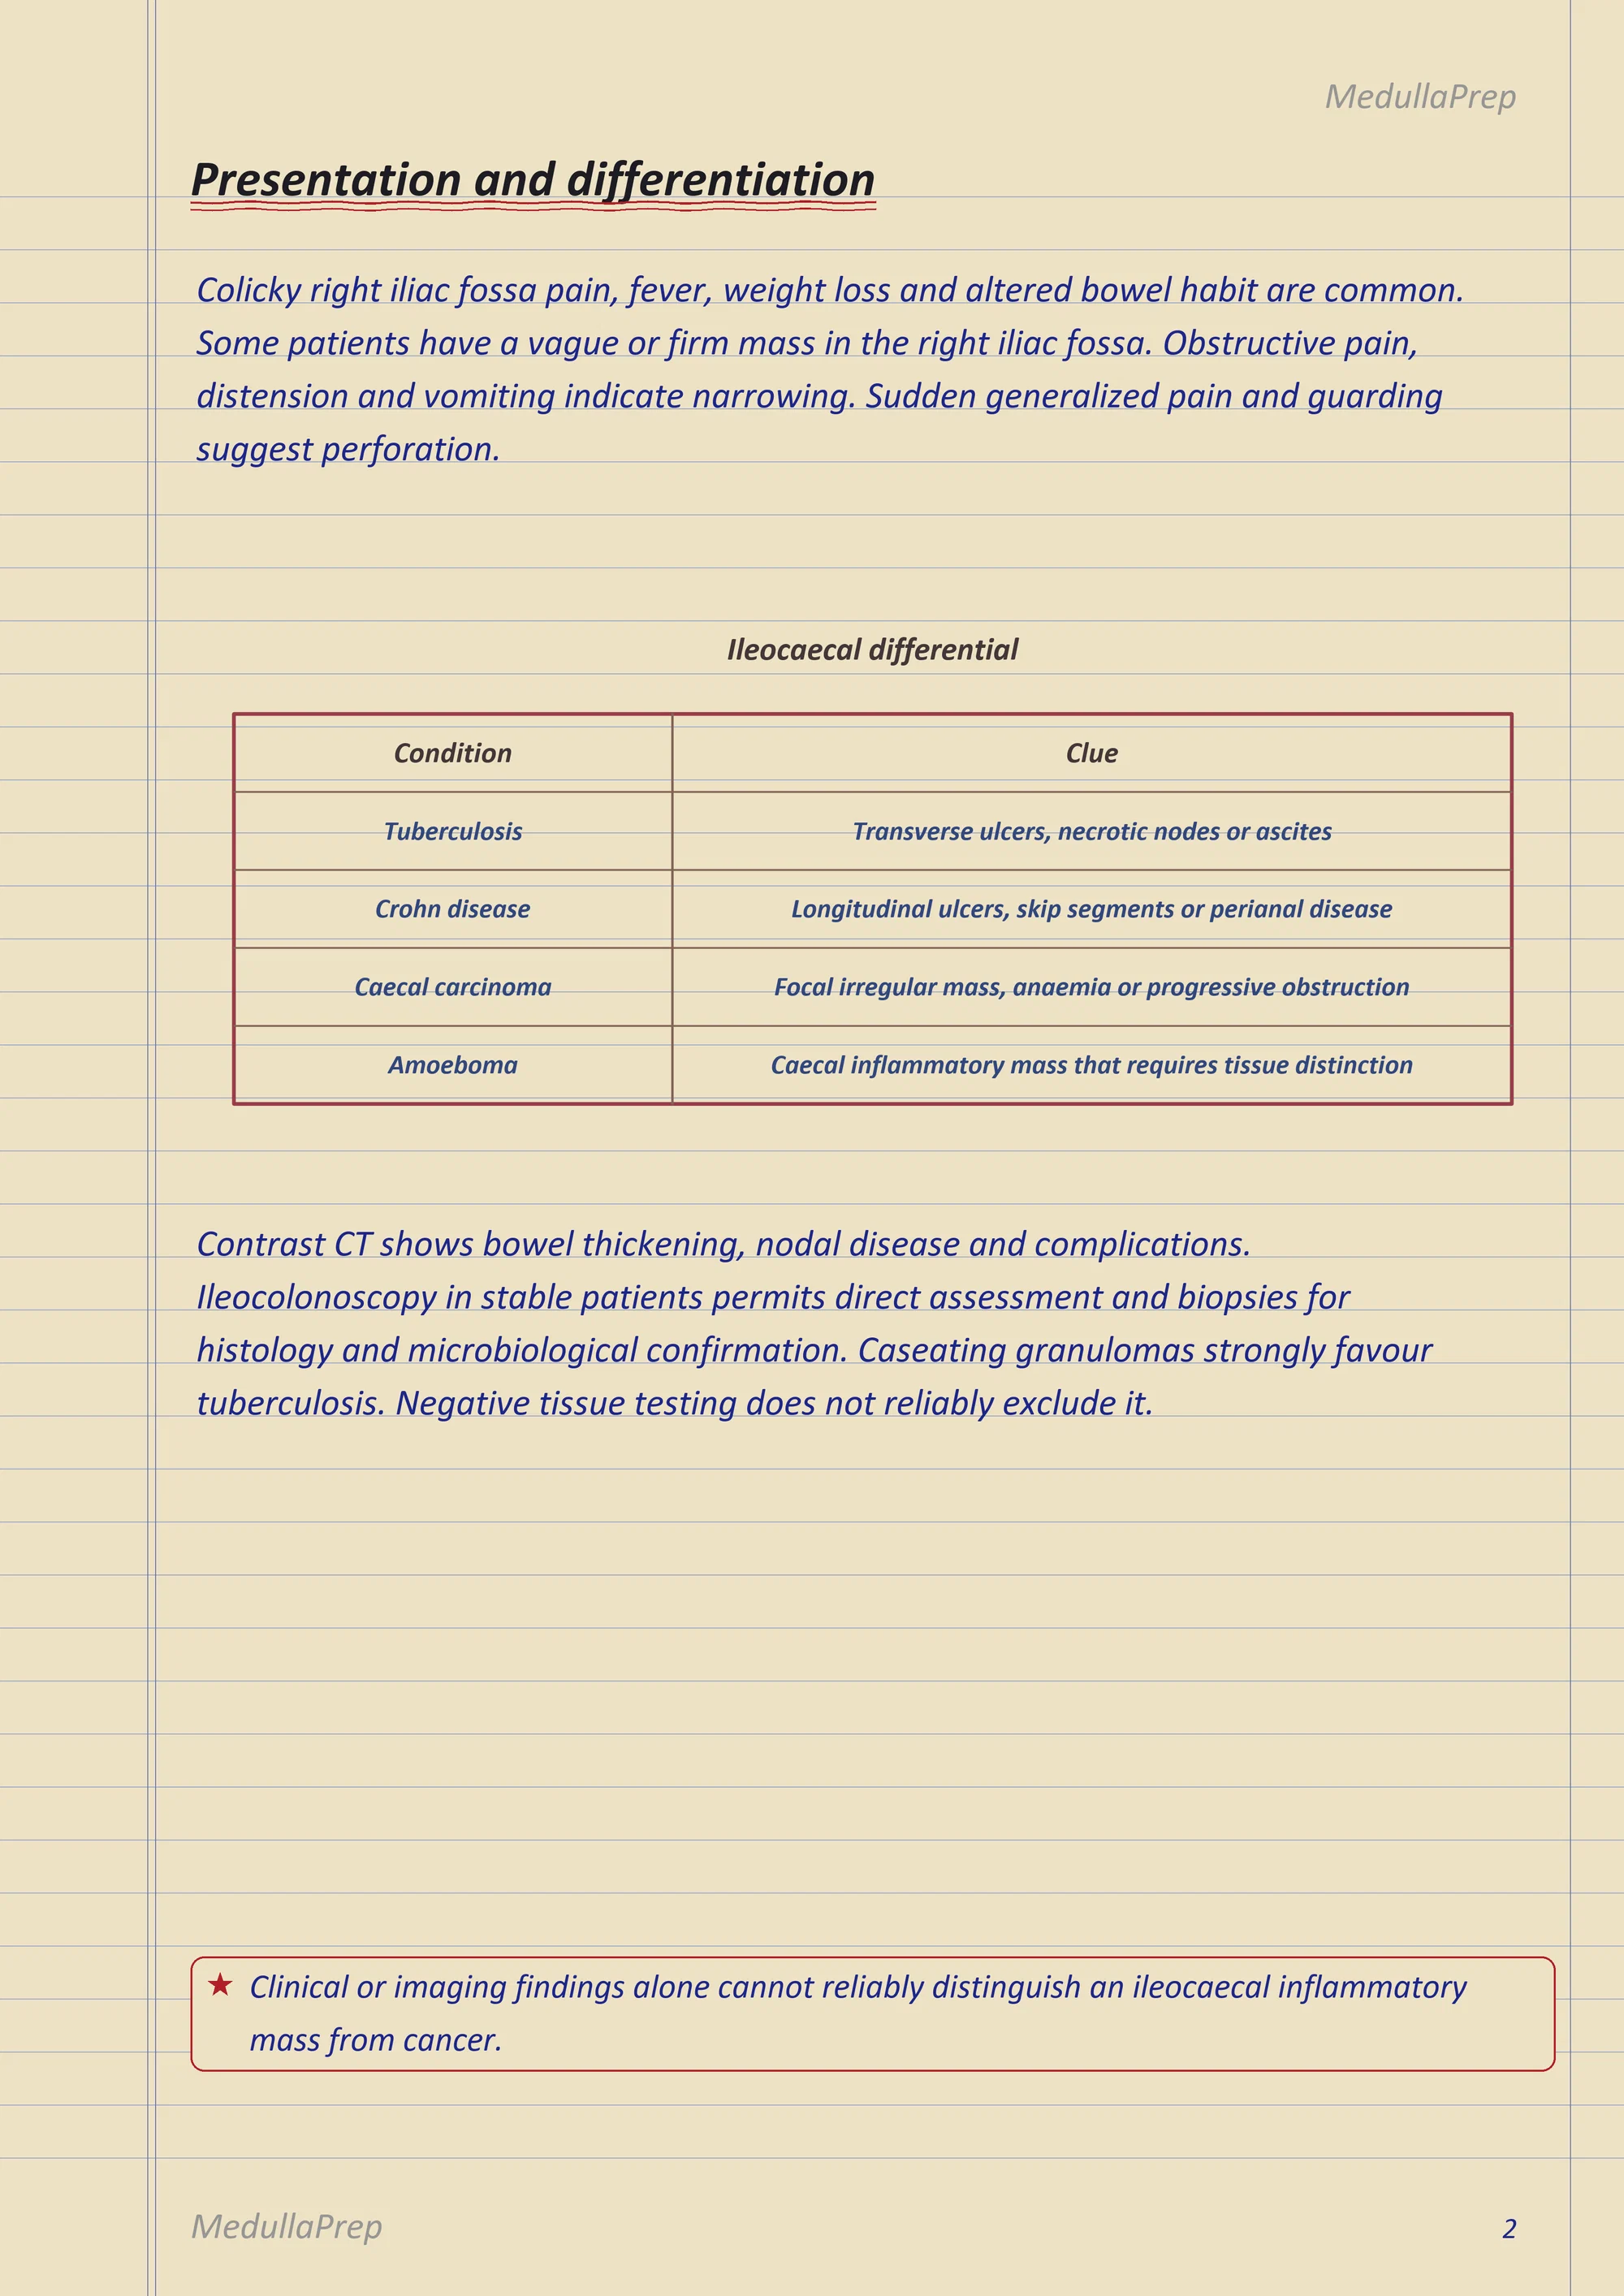 MedullaPrep
Presentation and differentiation
Colicky right iliac fossa pain, fever, weight loss and altered bowel habit are common.
Some patients have a vague or firm mass in the right iliac fossa. Obstructive pain,
distension and vomiting indicate narrowing. Sudden generalized pain and guarding
suggest perforation.
Ileocaecal differential
Condition Clue
Tuberculosis Transverse ulcers, necrotic nodes or ascites
Crohn disease Longitudinal ulcers, skip segments or perianal disease
Caecal carcinoma Focal irregular mass, anaemia or progressive obstruction
Amoeboma Caecal inflammatory mass that requires tissue distinction
Contrast CT shows bowel thickening, nodal disease and complications.
Ileocolonoscopy in stable patients permits direct assessment and biopsies for
histology and microbiological confirmation. Caseating granulomas strongly favour
tuberculosis. Negative tissue testing does not reliably exclude it.
★ Clinical or imaging findings alone cannot reliably distinguish an ileocaecal inflammatory
mass from cancer.
MedullaPrep 2